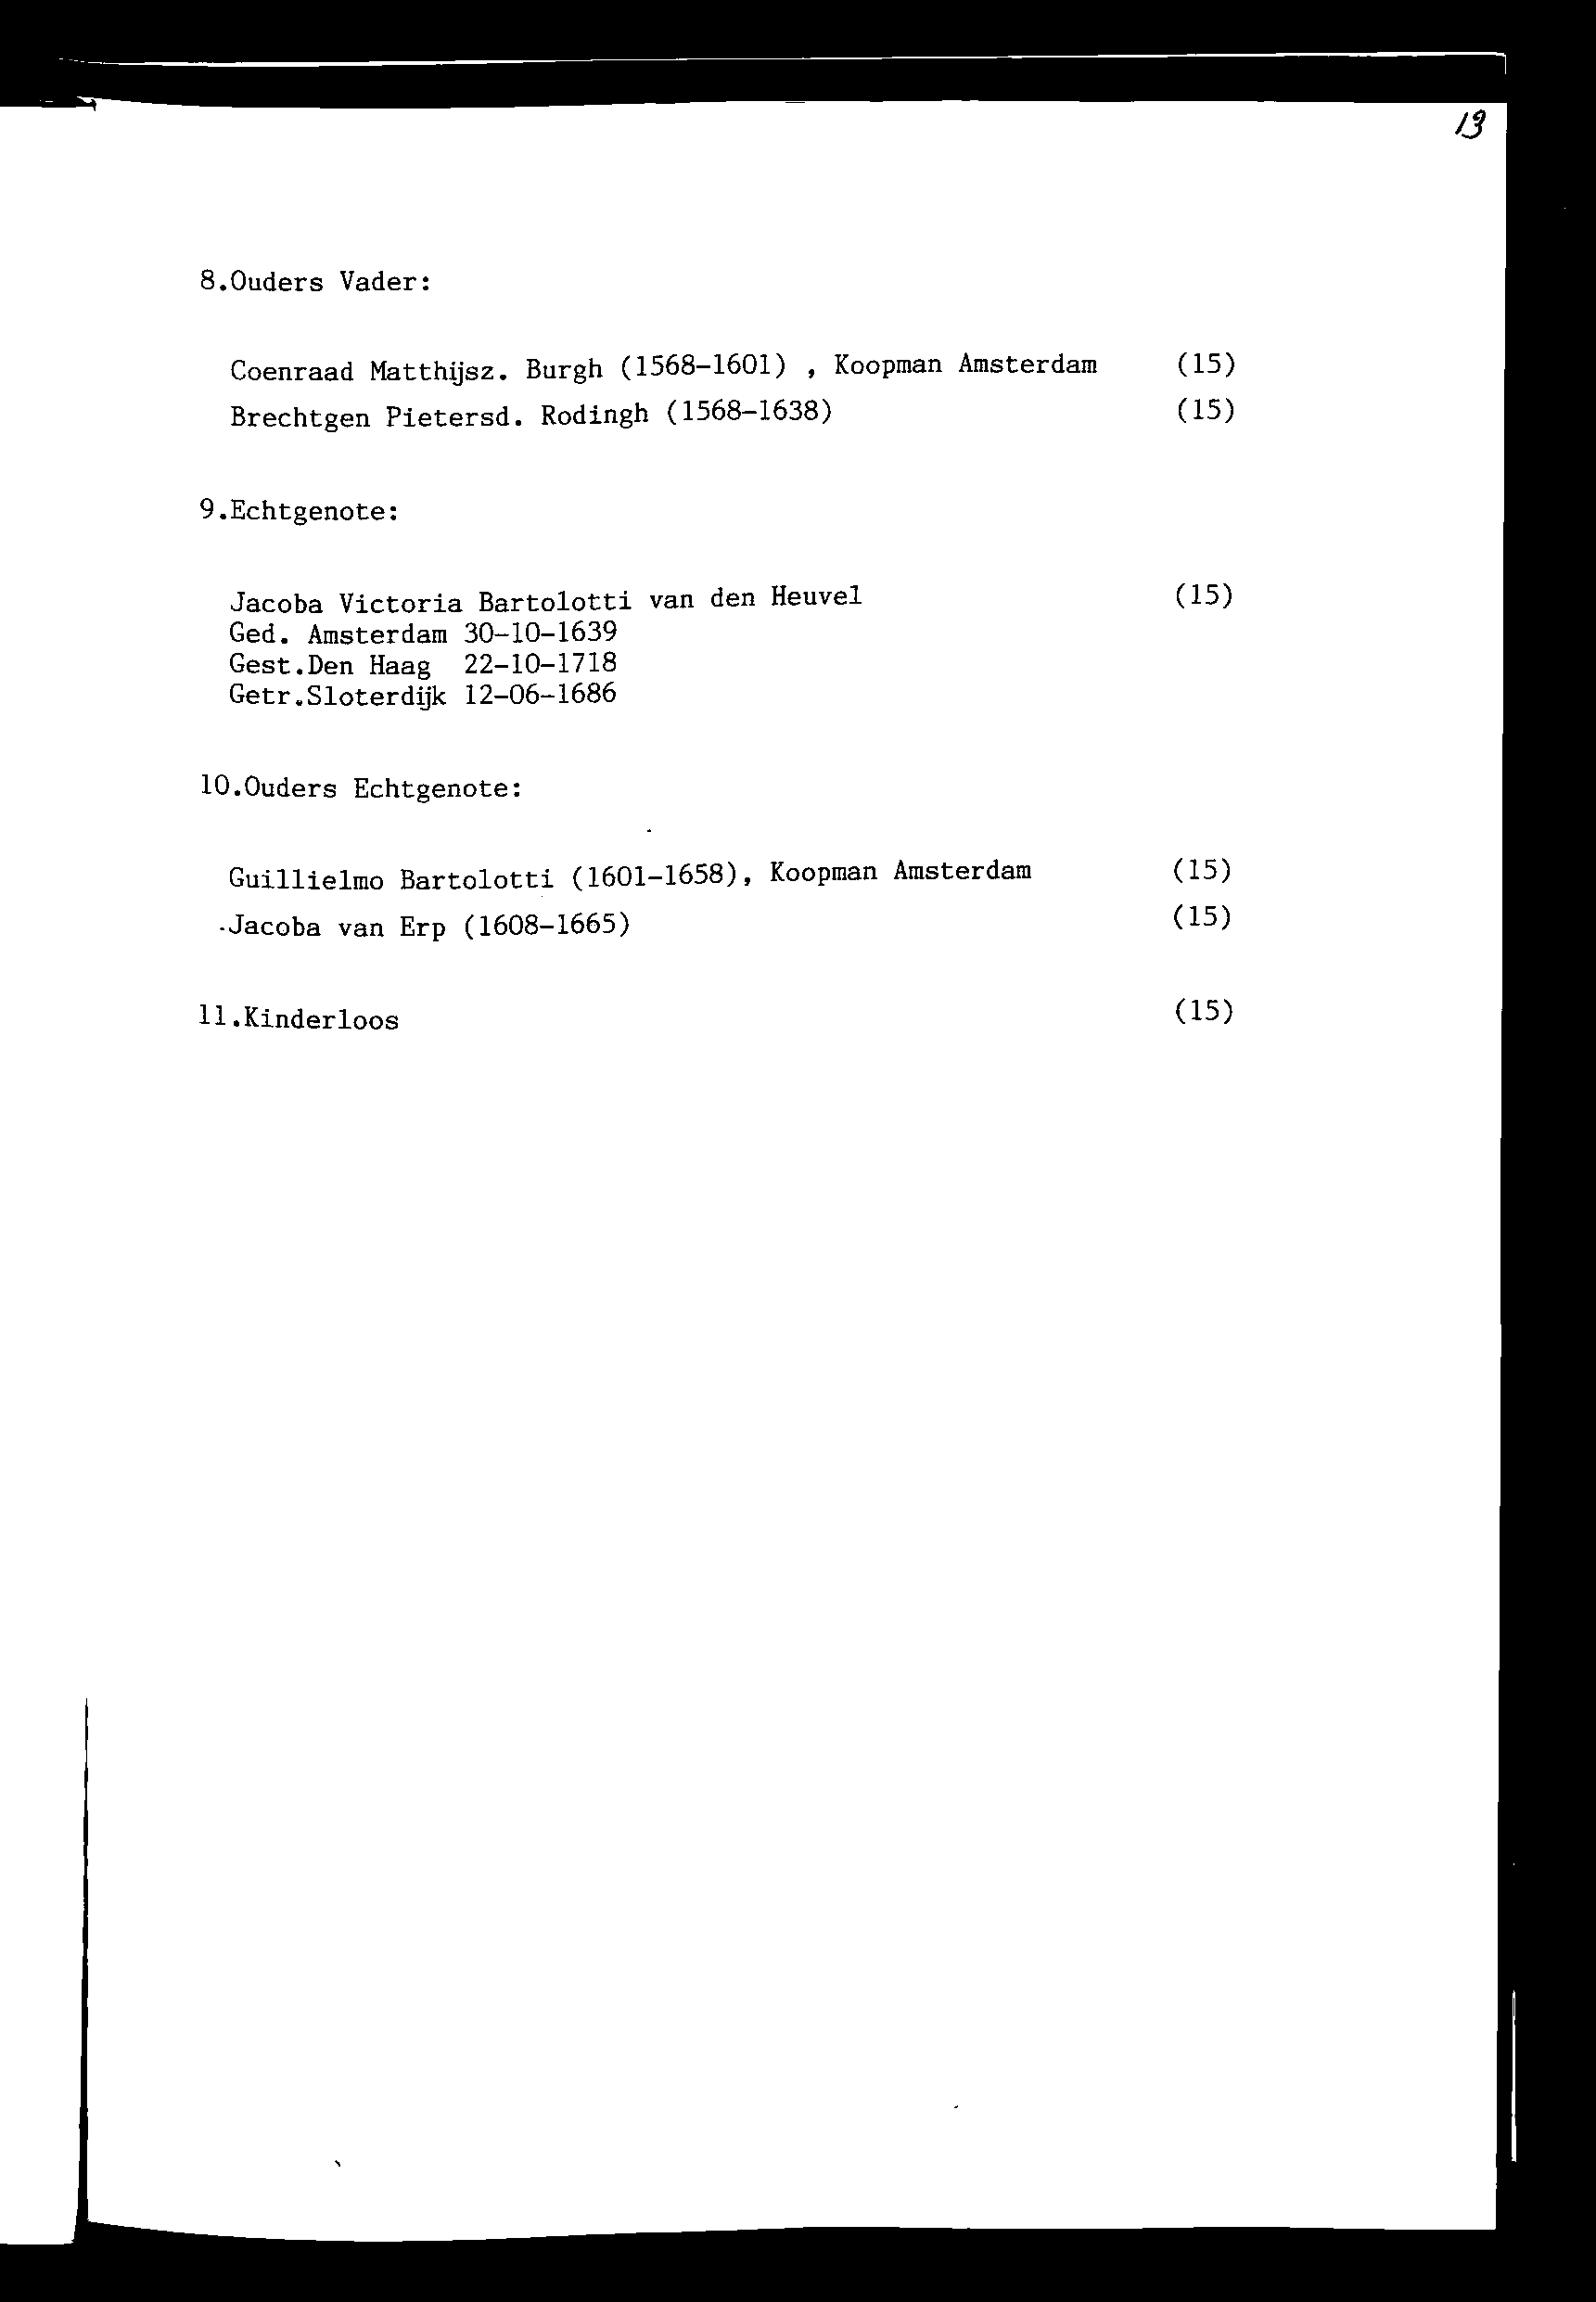 13
8.Ouders Vader:
Coenraad Matthijsz. Burgh (1568-1601) , Koopman Amsterdam (15)
Brechtgen Pietersd. Rodingh (1568-1638) (15)
9.Echtgenote:
Jacoba Victoria Bartolotti van den Heuvel (15)
Ged. Amsterdam 30-10-1639
Gest.Den Haag 22-10-1718
Getr.Sloterdijk 12-06-1686
10.Ouders Echtgenote:
Guillielmo Bartolotti (1601-1658), Koopman Amsterdam (15)
Jacoba van Erp (1608-1665) (15)
11.Kinderloos (15)